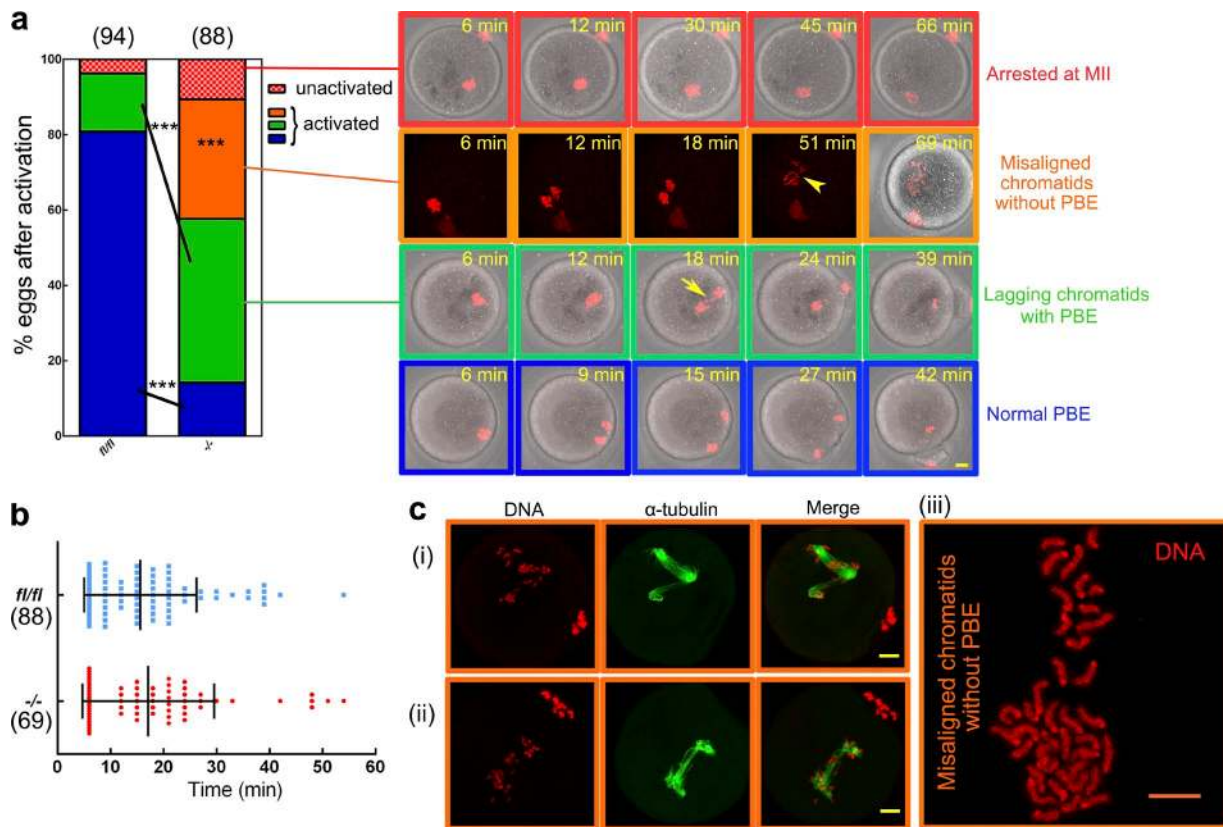 a
(94) (88)
100
80
60
40
20
0
% eggs after activation
***
***
***
fl/fl
-/-
unactivated
activated
6 min 12 min 30 min 45 min 66 min
Arrested at MII
6 min 12 min 18 min 51 min 69 min
Misaligned
chromatids
without PBE
6 min 12 min 18 min 24 min 39 min
Lagging chromatids
with PBE
6 min 9 min 15 min 27 min 42 min
Normal PBE
b
fl/fl
(88)
-/-
(69)
0 10 20 30 40 50 60
Time (min)
c
DNA α-tubulin Merge
(i)
(ii)
(iii)
Misaligned chromatids
without PBE
DNA